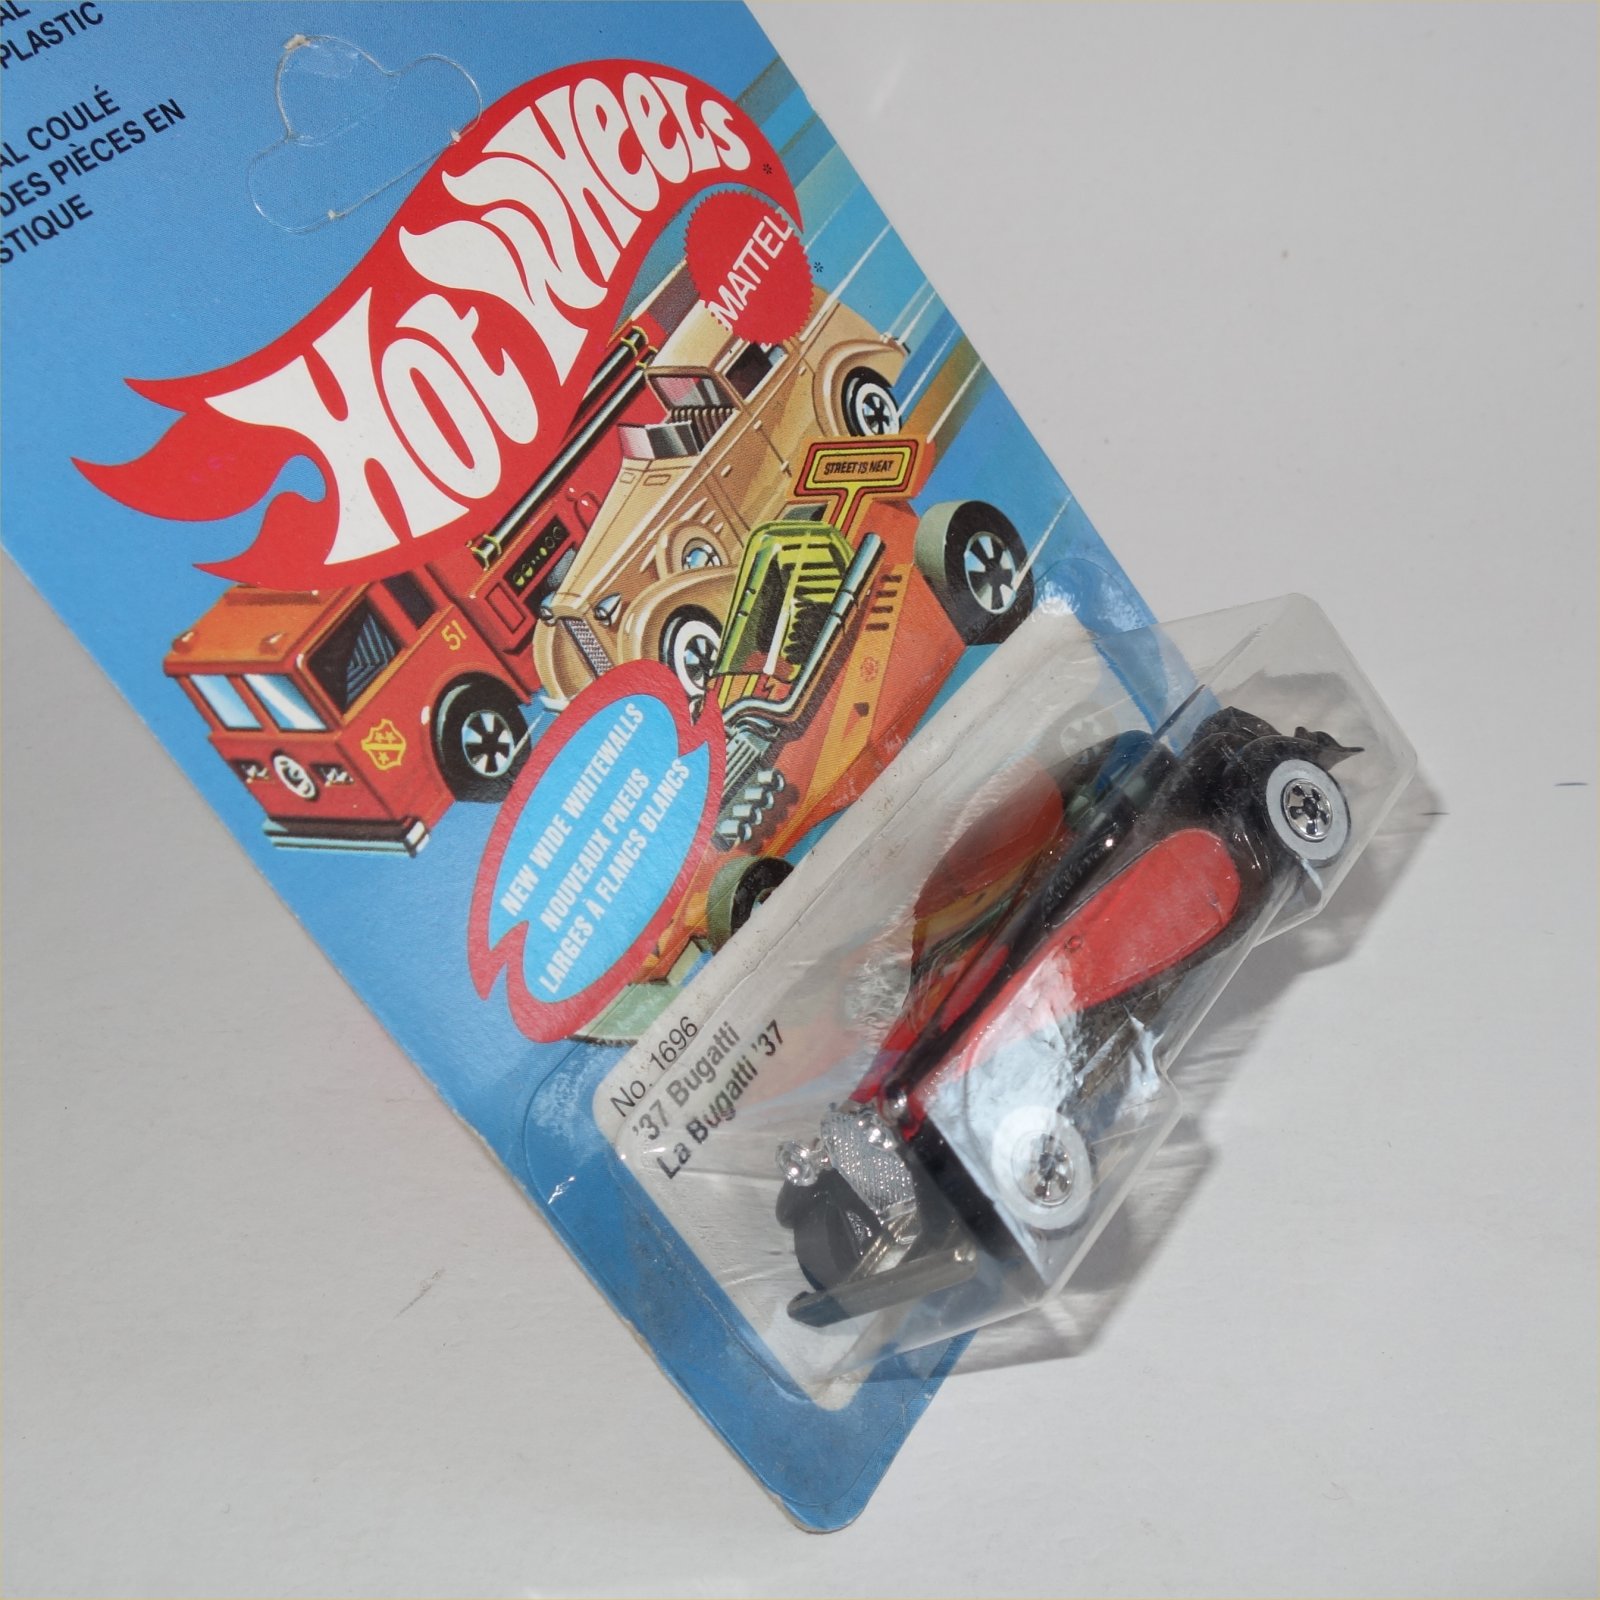 AL
PLASTIC
AL COULÉ
DES PIÈCES EN
STIQUE
HOT WHEELS
MATTEL
STREET IS NEAT
51
NEW WIDE WHITEWALLS
NOUVEAUX PNEUS
LARGES À FLANCS BLANCS
No. 1696
'37 Bugatti
La Bugatti '37